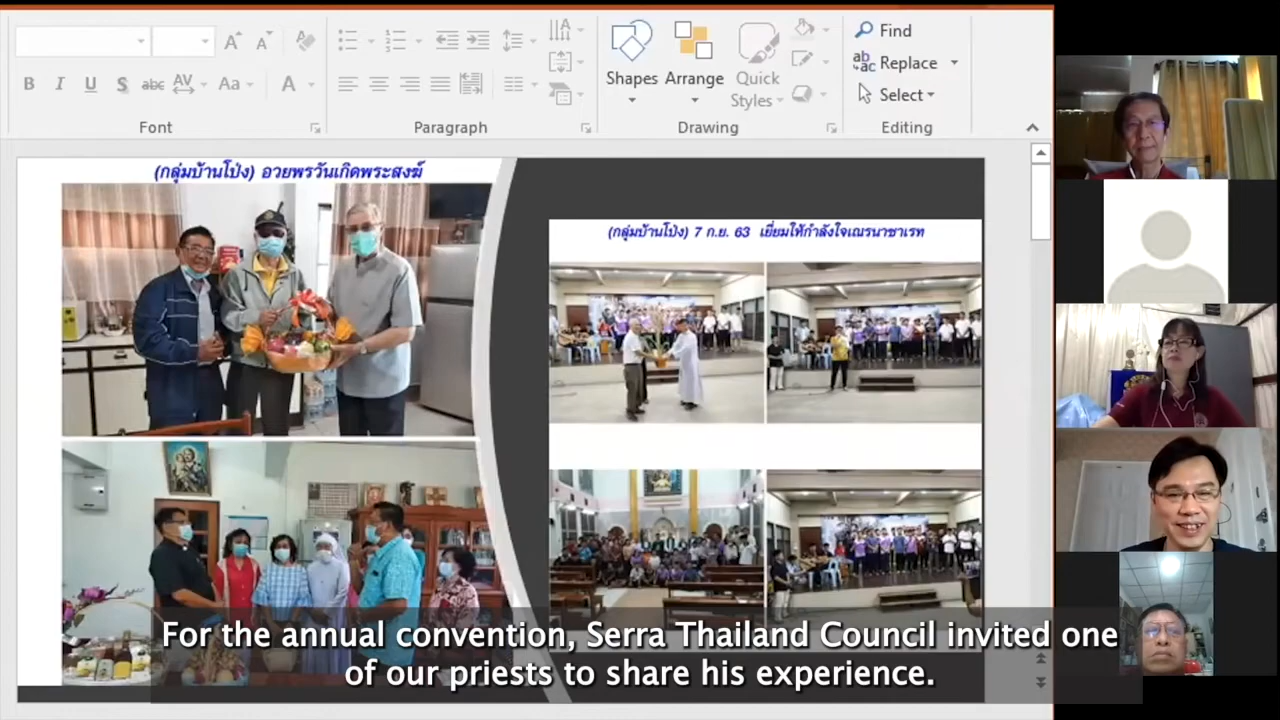 Find
Replace
Shapes Arrange Quick
Styles
Select
Font
Paragraph
Drawing
Editing
B I U S abc AV Aa A
(กลุ่มบ้านโป่ง) อวยพรวันเกิดพระสงฆ์
(กลุ่มบ้านโป่ง) 7 ก.ย. 63 เยี่ยมให้กำลังใจเณรนาซาเรท
For the annual convention, Serra Thailand Council invited one
of our priests to share his experience.